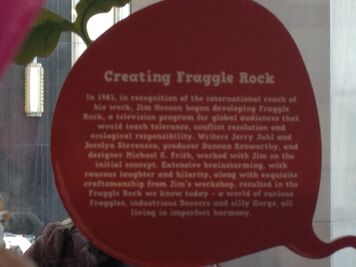 Creating Fraggle Rock
In 1981, in recognition of the international reach of
his work, Jim Henson began developing Fraggle
Rock, a television program for global audiences that
would teach tolerance, conflict resolution and
ecological responsibility. Writers Jerry Juhl and
Jocelyn Stevenson, producer Duncan Kenworthy, and
designer Michael K. Frith, worked with Jim on the
initial concept. Extensive brainstorming, with
raucous laughter and hilarity, along with exquisite
craftsmanship from Jim's workshop, resulted in the
Fraggle Rock we know today – a world of curious
Fraggles, industrious Doozers and silly Gorgs, all
living in imperfect harmony.